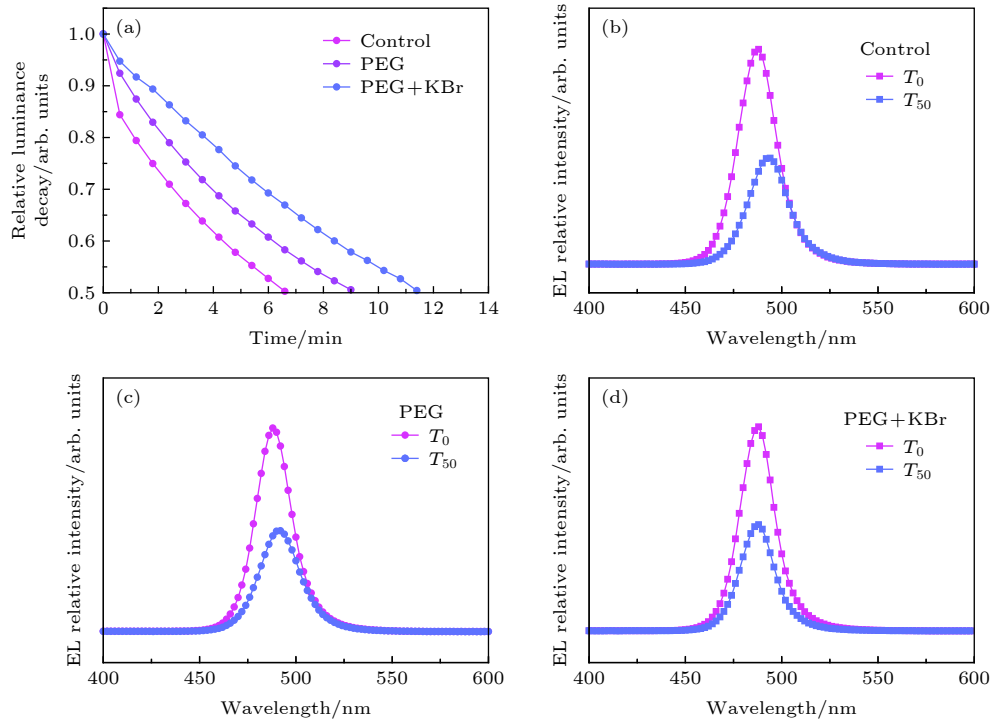 (a)
Control
PEG
PEG+KBr
1.0
0.9
0.8
0.7
0.6
0.5
Relative luminance
decay/arb. units
0 2 4 6 8 10 12 14
Time/min
(b)
Control
T0
T50
EL relative intensity/arb. units
400 450 500 550 600
Wavelength/nm
(c)
PEG
T0
T50
EL relative intensity/arb. units
400 450 500 550 600
Wavelength/nm
(d)
PEG+KBr
T0
T50
EL relative intensity/arb. units
400 450 500 550 600
Wavelength/nm